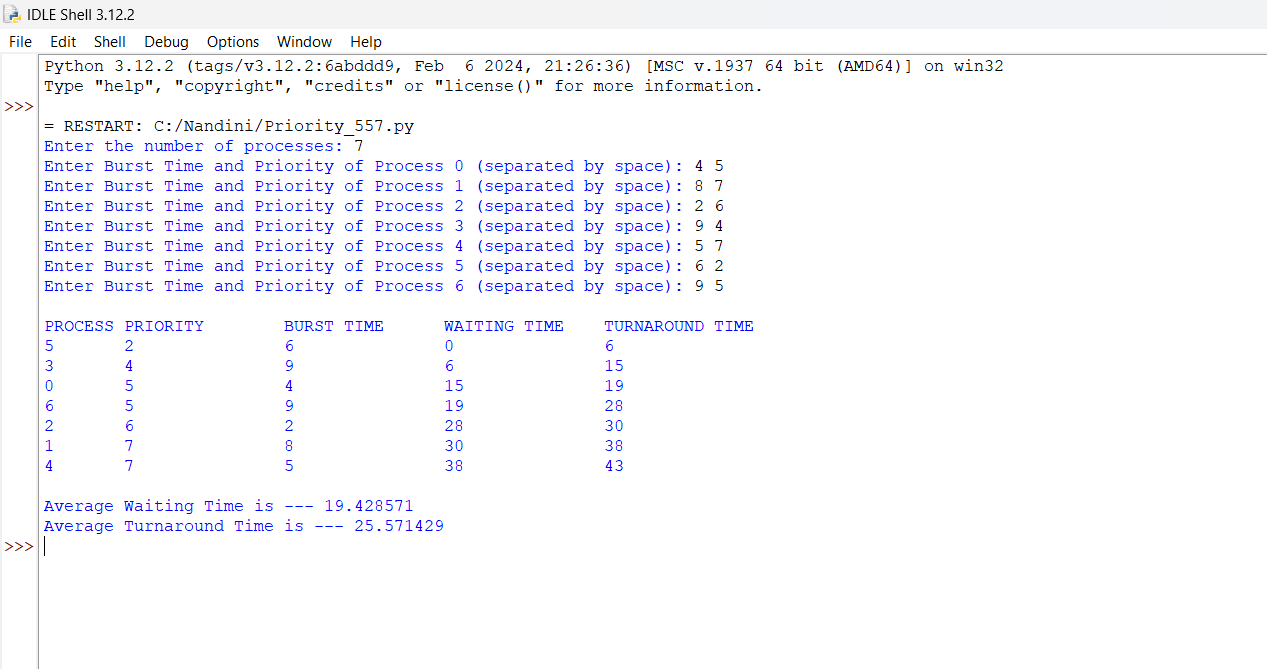 IDLE Shell 3.12.2
File Edit Shell Debug Options Window Help
Python 3.12.2 (tags/v3.12.2:6abddd9, Feb  6 2024, 21:26:36) [MSC v.1937 64 bit (AMD64)] on win32
Type "help", "copyright", "credits" or "license()" for more information.
>>>
= RESTART: C:/Nandini/Priority_557.py
Enter the number of processes: 7
Enter Burst Time and Priority of Process 0 (separated by space): 4 5
Enter Burst Time and Priority of Process 1 (separated by space): 8 7
Enter Burst Time and Priority of Process 2 (separated by space): 2 6
Enter Burst Time and Priority of Process 3 (separated by space): 9 4
Enter Burst Time and Priority of Process 4 (separated by space): 5 7
Enter Burst Time and Priority of Process 5 (separated by space): 6 2
Enter Burst Time and Priority of Process 6 (separated by space): 9 5
PROCESS PRIORITY        BURST TIME      WAITING TIME    TURNAROUND TIME
5       2               6               0               6
3       4               9               6               15
0       5               4               15              19
6       5               9               19              28
2       6               2               28              30
1       7               8               30              38
4       7               5               38              43
Average Waiting Time is --- 19.428571
Average Turnaround Time is --- 25.571429
>>>